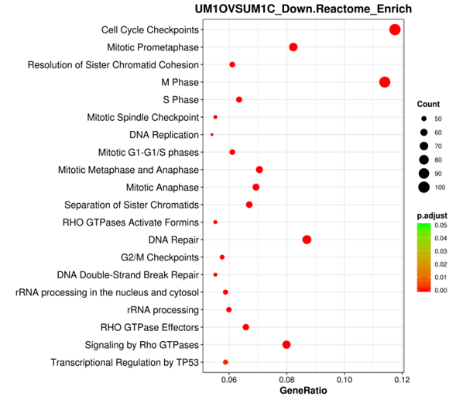 UM1OVSUM1C_Down.Reactome_Enrich
Cell Cycle Checkpoints
Mitotic Prometaphase
Resolution of Sister Chromatid Cohesion
M Phase
S Phase
Mitotic Spindle Checkpoint
DNA Replication
Mitotic G1-G1/S phases
Mitotic Metaphase and Anaphase
Mitotic Anaphase
Separation of Sister Chromatids
RHO GTPases Activate Formins
DNA Repair
G2/M Checkpoints
DNA Double-Strand Break Repair
rRNA processing in the nucleus and cytosol
rRNA processing
RHO GTPase Effectors
Signaling by Rho GTPases
Transcriptional Regulation by TP53
0.06 0.08 0.10 0.12
GeneRatio
Count
50
60
70
80
90
100
p.adjust
0.05
0.04
0.03
0.02
0.01
0.00